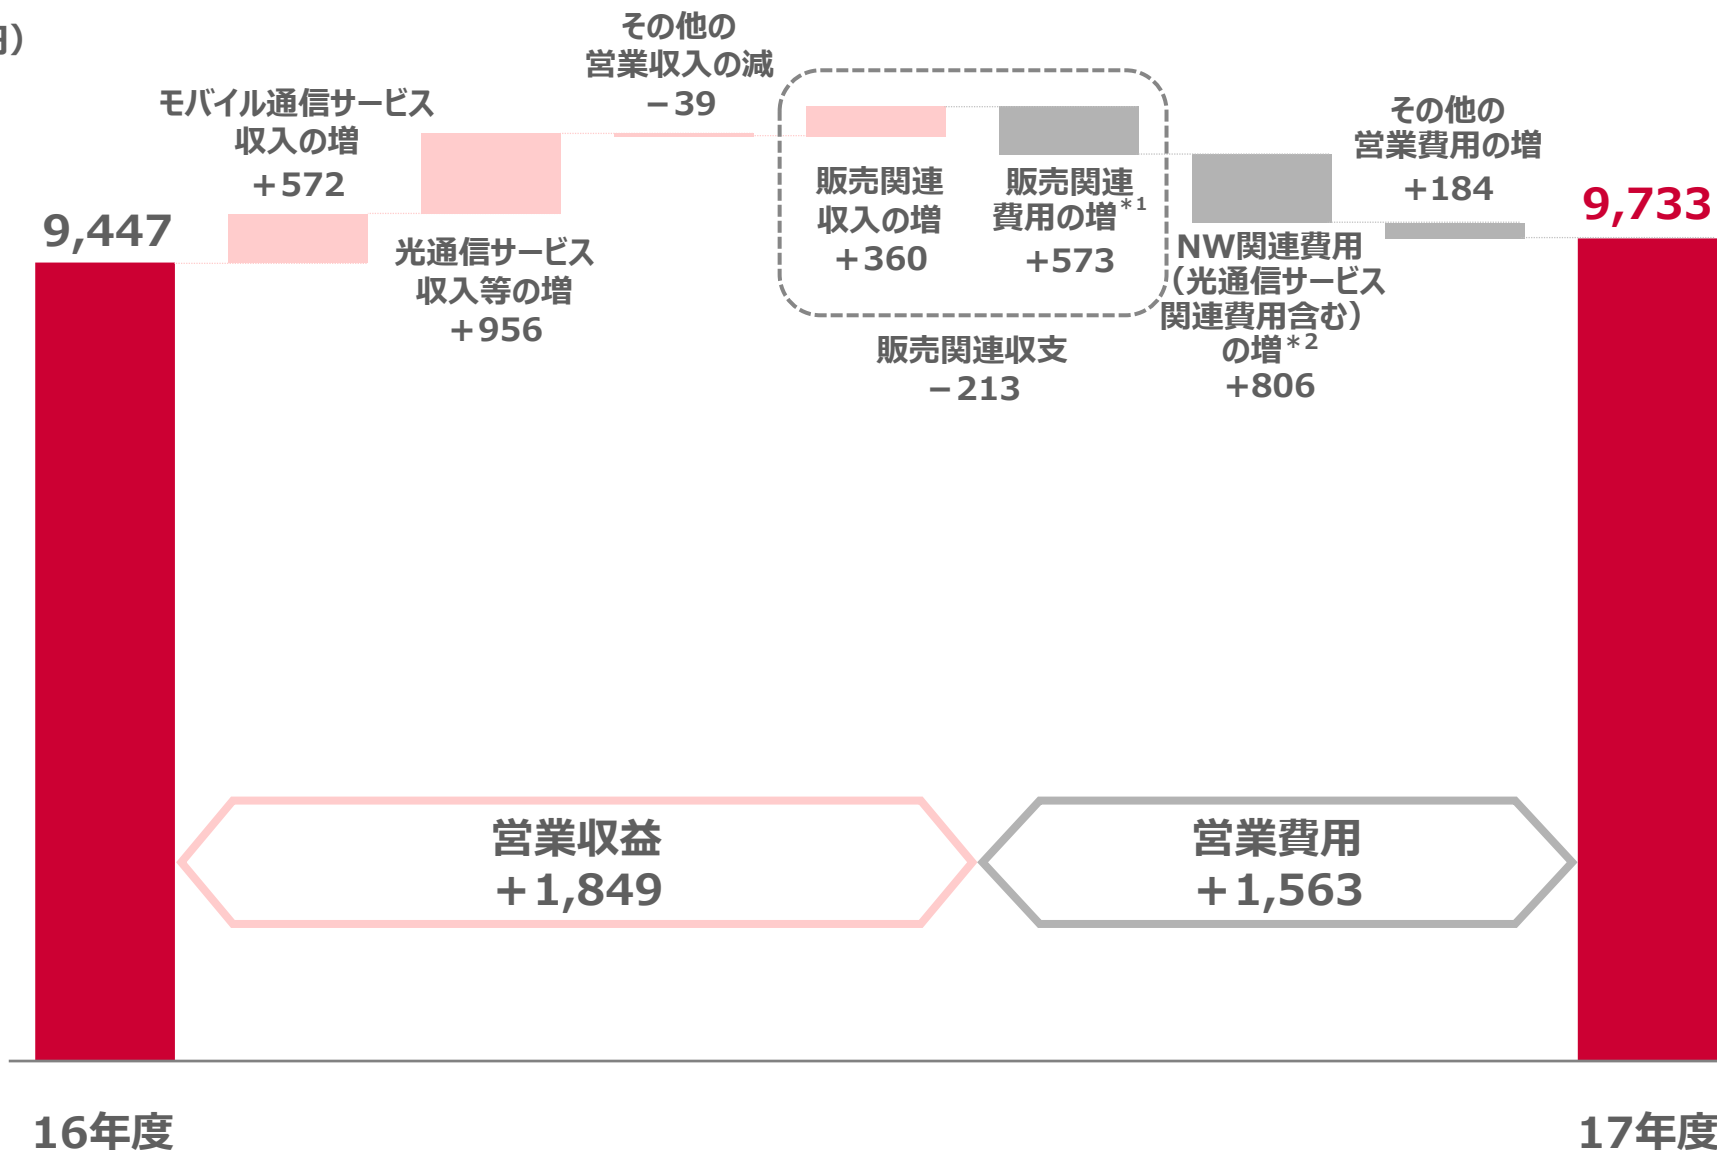 円）
モバイル通信サービス
収入の増
＋572
その他の
営業収入の減
－39
その他の
営業費用の増
＋184
9,447
光通信サービス
収入等の増
＋956
販売関連
収入の増
＋360
販売関連
費用の増＊1
＋573
NW関連費用
（光通信サービス
関連費用含む）
の増＊2
＋806
9,733
販売関連収支
－213
営業収益
＋1,849
営業費用
＋1,563
16年度
17年度